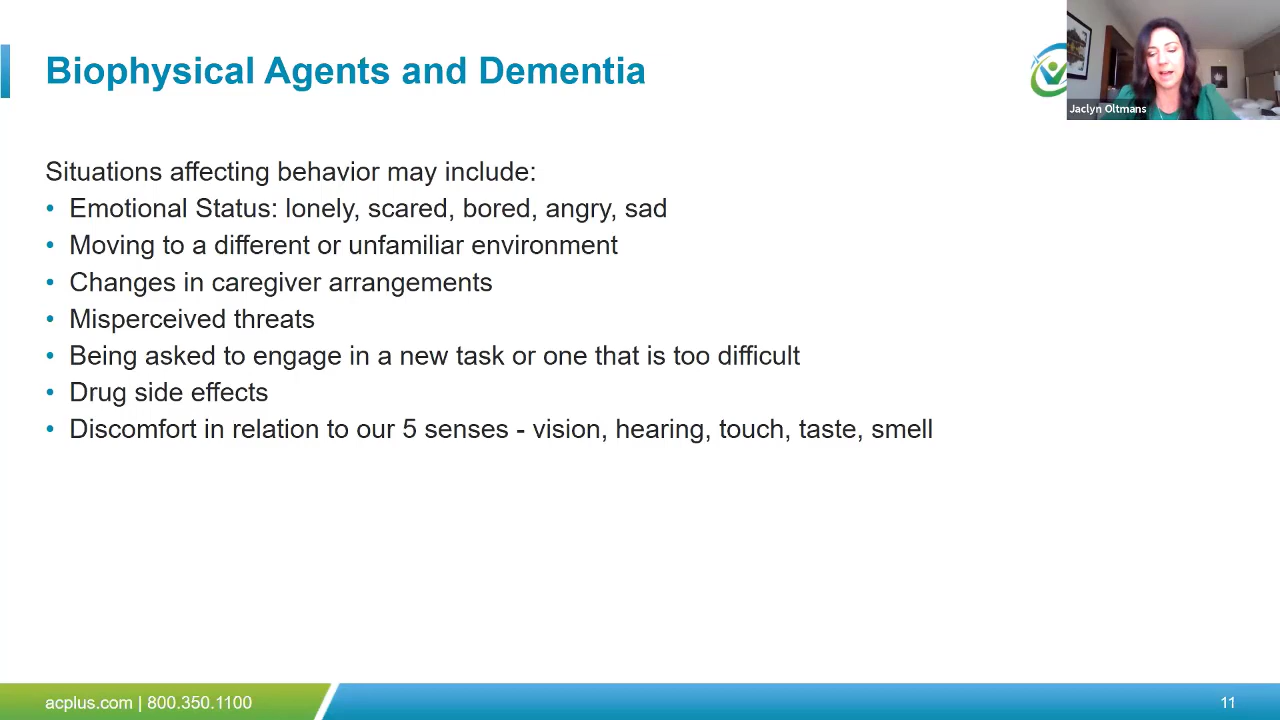 Biophysical Agents and Dementia
Jaclyn Oltmans
Situations affecting behavior may include:
• Emotional Status: lonely, scared, bored, angry, sad
• Moving to a different or unfamiliar environment
• Changes in caregiver arrangements
• Misperceived threats
• Being asked to engage in a new task or one that is too difficult
• Drug side effects
• Discomfort in relation to our 5 senses - vision, hearing, touch, taste, smell
acplus.com | 800.350.1100
11